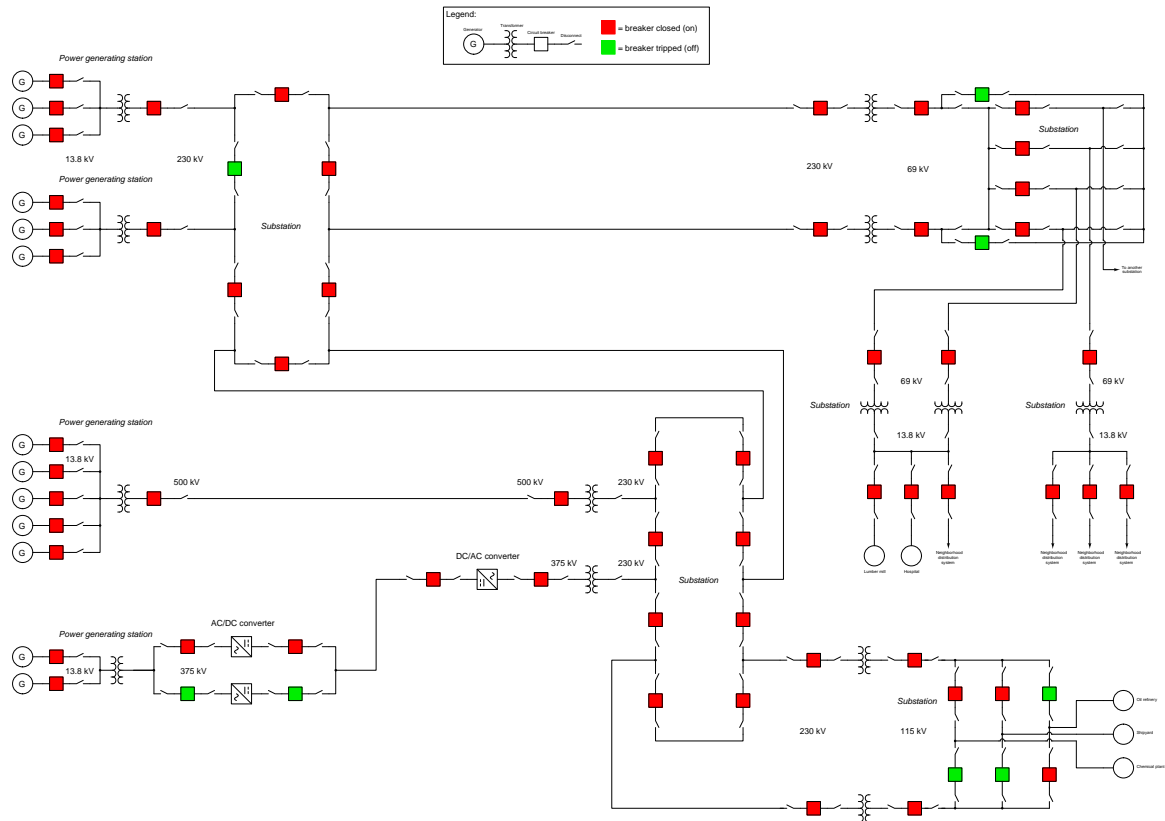 Legend:
Generator
Transformer
Circuit breaker
Disconnect
G
= breaker closed (on)
= breaker tripped (off)
Power generating station
G
G
G
13.8 kV
230 kV
230 kV
69 kV
Substation
Power generating station
G
G
G
Substation
To another
substation
69 kV
69 kV
Substation
Substation
13.8 kV
13.8 kV
Power generating station
G
G
G
G
G
13.8 kV
500 kV
500 kV
230 kV
DC/AC converter
375 kV
230 kV
Substation
Lumber mill
Hospital
Neighborhood
distribution
system
Neighborhood
distribution
system
Neighborhood
distribution
system
Neighborhood
distribution
system
Power generating station
G
G
13.8 kV
AC/DC converter
375 kV
Substation
230 kV
115 kV
Oil refinery
Shipyard
Chemical plant